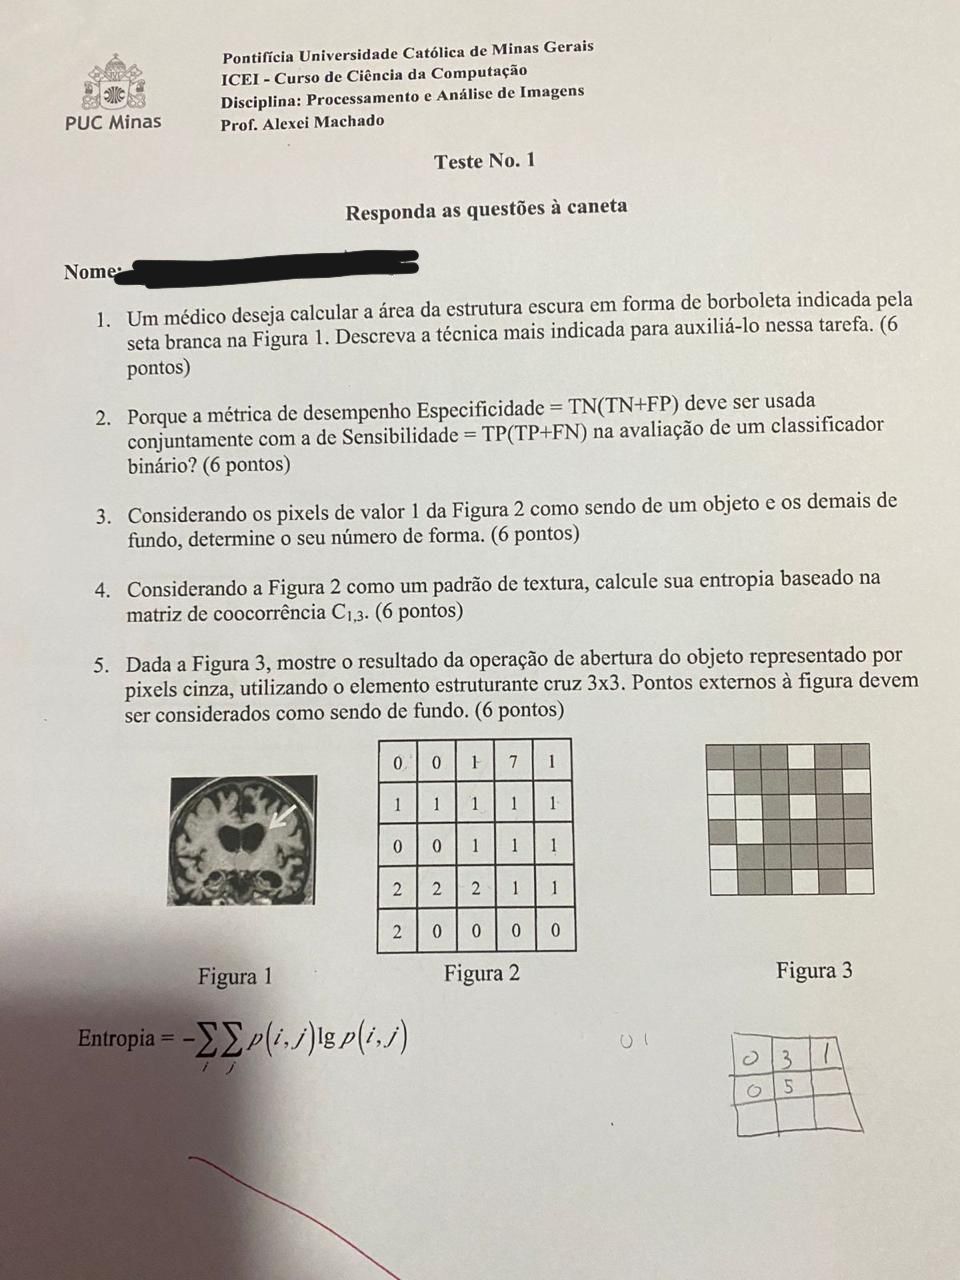 Pontifícia Universidade Católica de Minas Gerais
ICEI - Curso de Ciência da Computação
Disciplina: Processamento e Análise de Imagens
Prof. Alexei Machado
PUC Minas
Teste No. 1
Responda as questões à caneta
Nome:
1. Um médico deseja calcular a área da estrutura escura em forma de borboleta indicada pela
seta branca na Figura 1. Descreva a técnica mais indicada para auxiliá-lo nessa tarefa. (6
pontos)
2. Porque a métrica de desempenho Especificidade = TN(TN+FP) deve ser usada
conjuntamente com a de Sensibilidade = TP(TP+FN) na avaliação de um classificador
binário? (6 pontos)
3. Considerando os pixels de valor 1 da Figura 2 como sendo de um objeto e os demais de
fundo, determine o seu número de forma. (6 pontos)
4. Considerando a Figura 2 como um padrão de textura, calcule sua entropia baseado na
matriz de coocorrência C1,3. (6 pontos)
5. Dada a Figura 3, mostre o resultado da operação de abertura do objeto representado por
pixels cinza, utilizando o elemento estruturante cruz 3x3. Pontos externos à figura devem
ser considerados como sendo de fundo. (6 pontos)
0 0 1 7 1
1 1 1 1 1
0 0 1 1 1
2 2 2 1 1
2 0 0 0 0
Figura 1
Figura 2
Figura 3
Entropia = -∑∑p(i,j)lg p(i,j)
i j
0 1
0 3 1
0 5